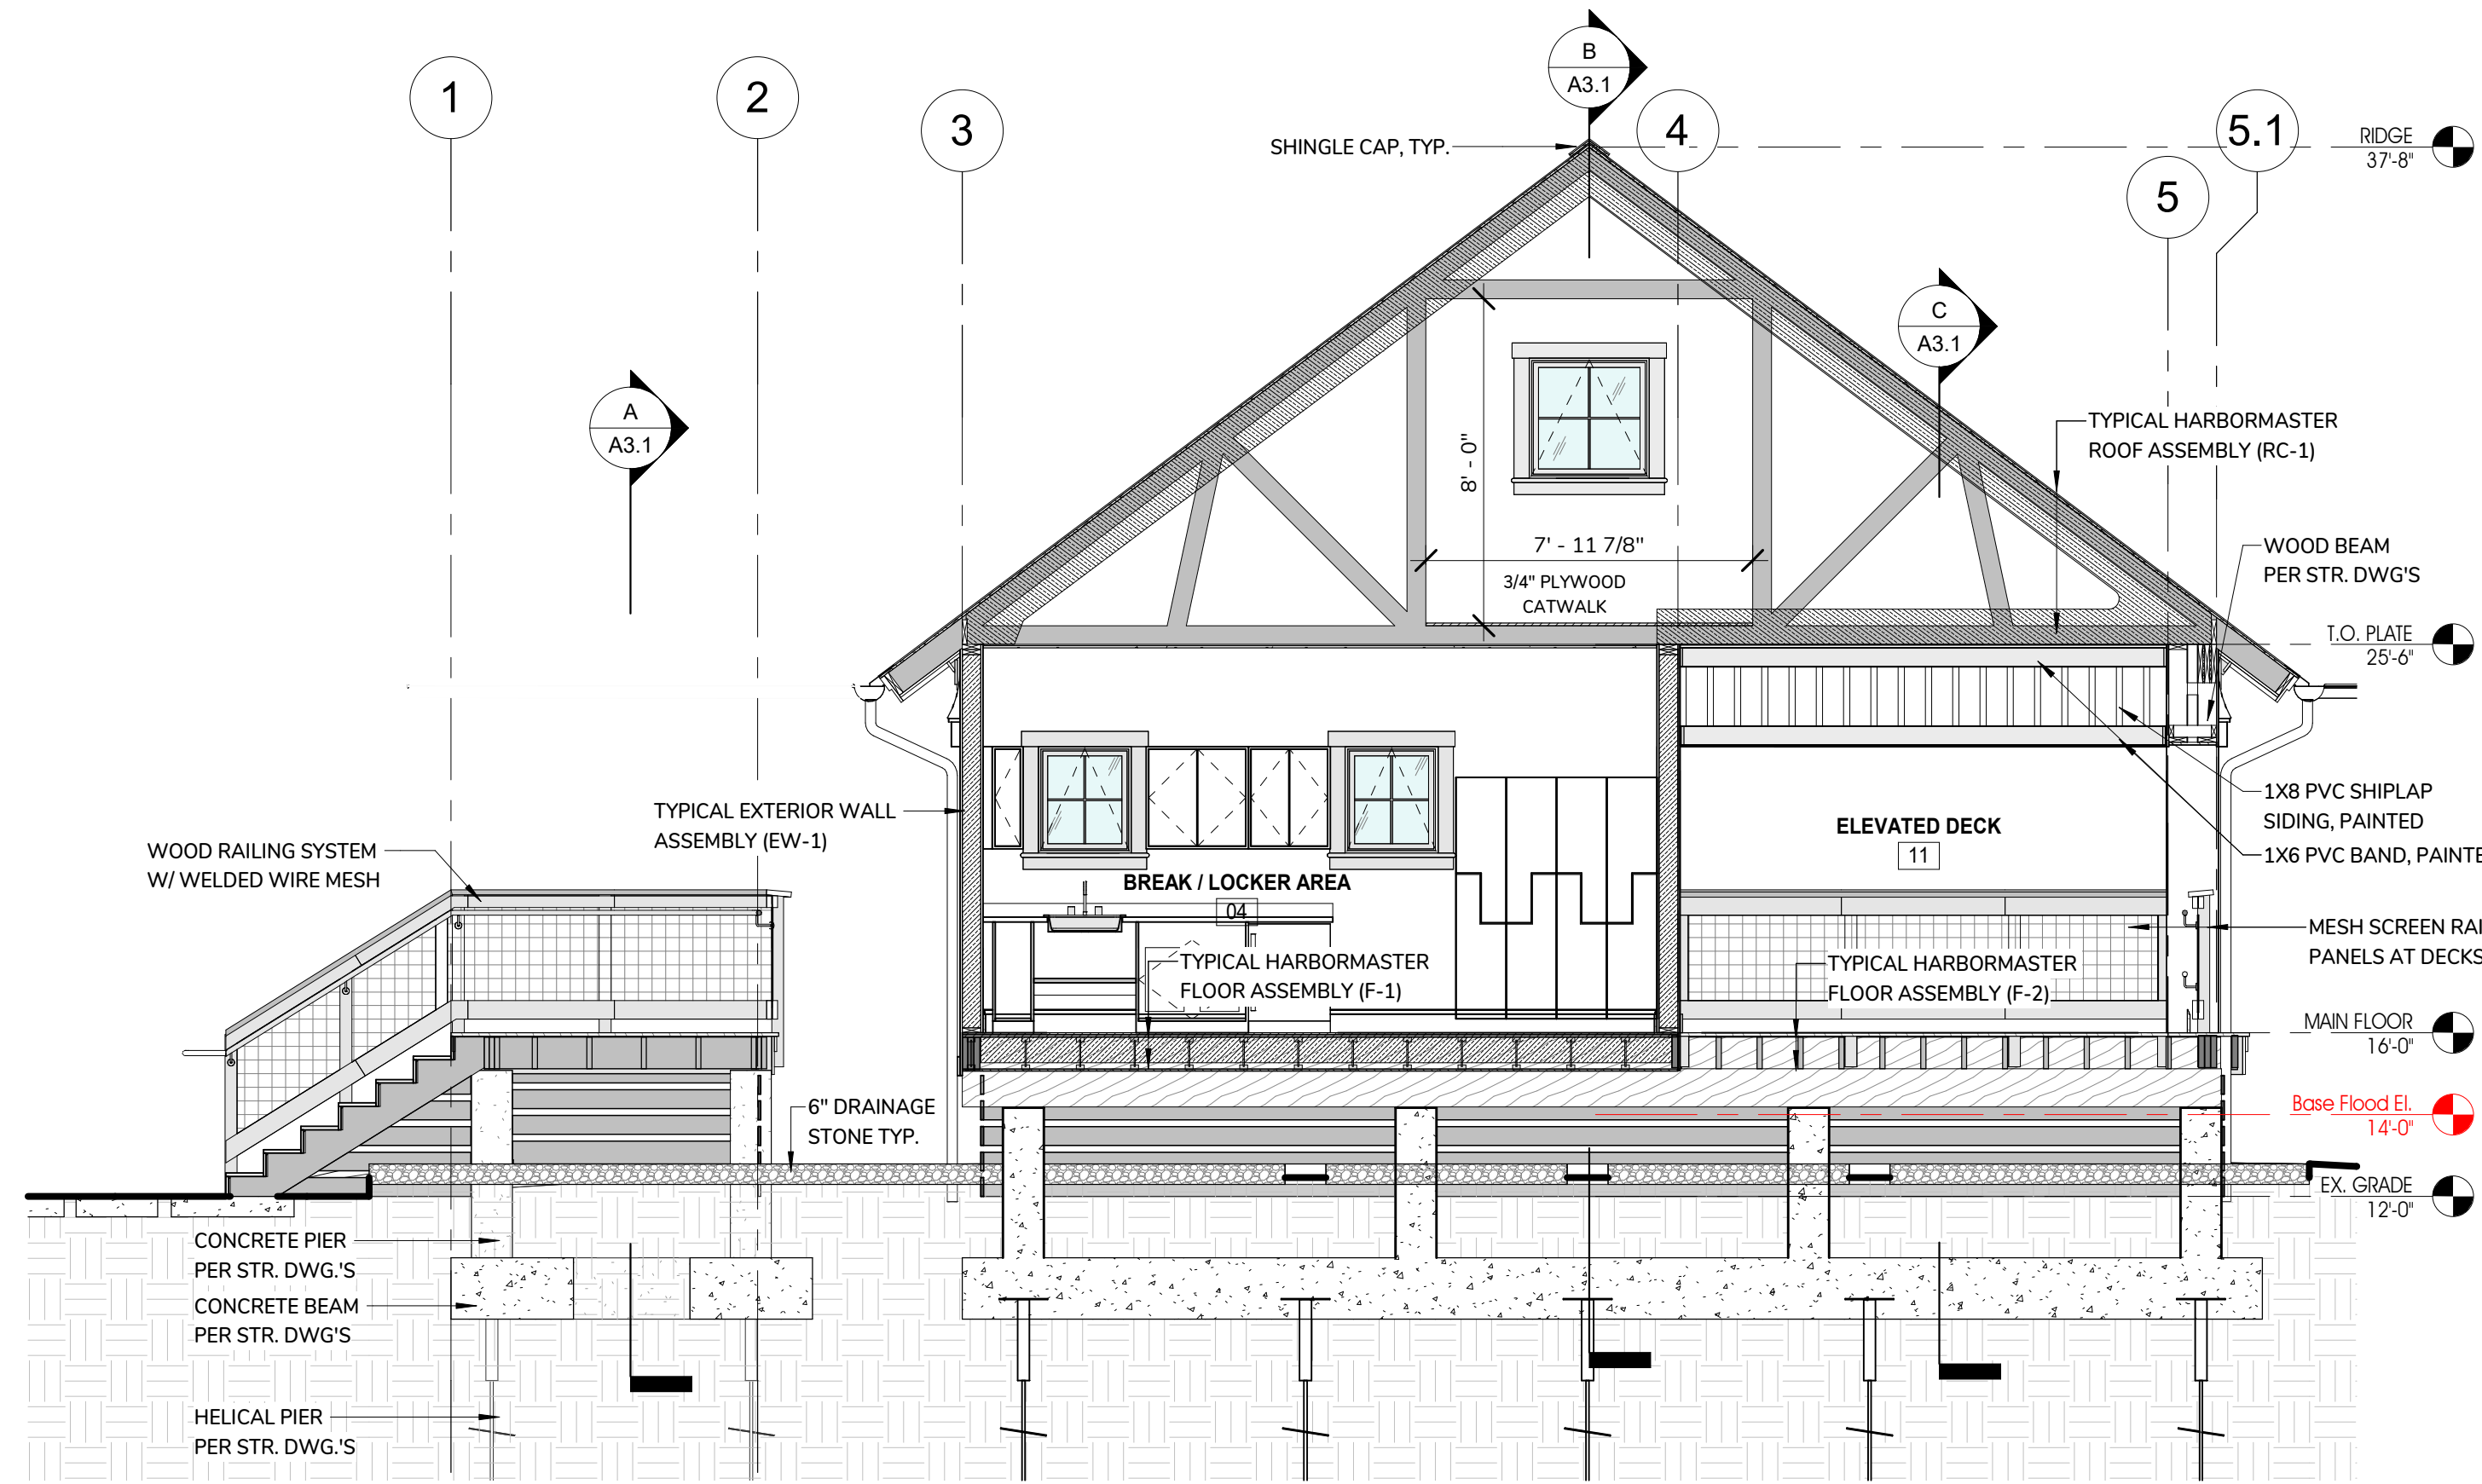 B
A3.1
1
2
3
4
5.1
5
SHINGLE CAP, TYP.
RIDGE
37'-8"
C
A3.1
A
A3.1
8' - 0"
7' - 11 7/8"
3/4" PLYWOOD
CATWALK
TYPICAL HARBORMASTER
ROOF ASSEMBLY (RC-1)
WOOD BEAM
PER STR. DWG'S
T.O. PLATE
25'-6"
TYPICAL EXTERIOR WALL
ASSEMBLY (EW-1)
1X8 PVC SHIPLAP
SIDING, PAINTED
1X6 PVC BAND, PAINTE
ELEVATED DECK
11
WOOD RAILING SYSTEM
W/ WELDED WIRE MESH
BREAK / LOCKER AREA
04
MESH SCREEN RAI
PANELS AT DECKS
TYPICAL HARBORMASTER
FLOOR ASSEMBLY (F-1)
TYPICAL HARBORMASTER
FLOOR ASSEMBLY (F-2)
MAIN FLOOR
16'-0"
6" DRAINAGE
STONE TYP.
Base Flood El.
14'-0"
EX. GRADE
12'-0"
CONCRETE PIER
PER STR. DWG.'S
CONCRETE BEAM
PER STR. DWG'S
HELICAL PIER
PER STR. DWG.'S